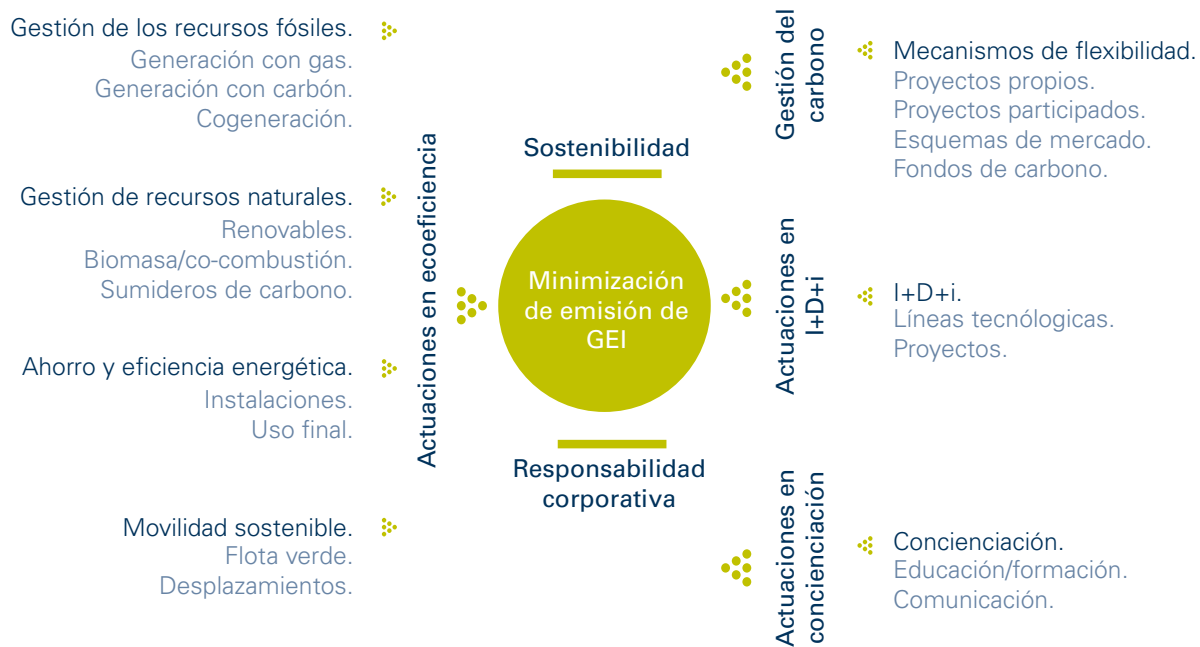 Gestión de los recursos fósiles.
Generación con gas.
Generación con carbón.
Cogeneración.
Gestión de recursos naturales.
Renovables.
Biomasa/co-combustión.
Sumideros de carbono.
Ahorro y eficiencia energética.
Instalaciones.
Uso final.
Movilidad sostenible.
Flota verde.
Desplazamientos.
Actuaciones en ecoeficiencia
Sostenibilidad
Minimización
de emisión de
GEI
Responsabilidad
corporativa
Gestión del
carbono
Mecanismos de flexibilidad.
Proyectos propios.
Proyectos participados.
Esquemas de mercado.
Fondos de carbono.
Actuaciones en
I+D+i
I+D+i.
Líneas tecnólogicas.
Proyectos.
Actuaciones en
concienciación
Concienciación.
Educación/formación.
Comunicación.